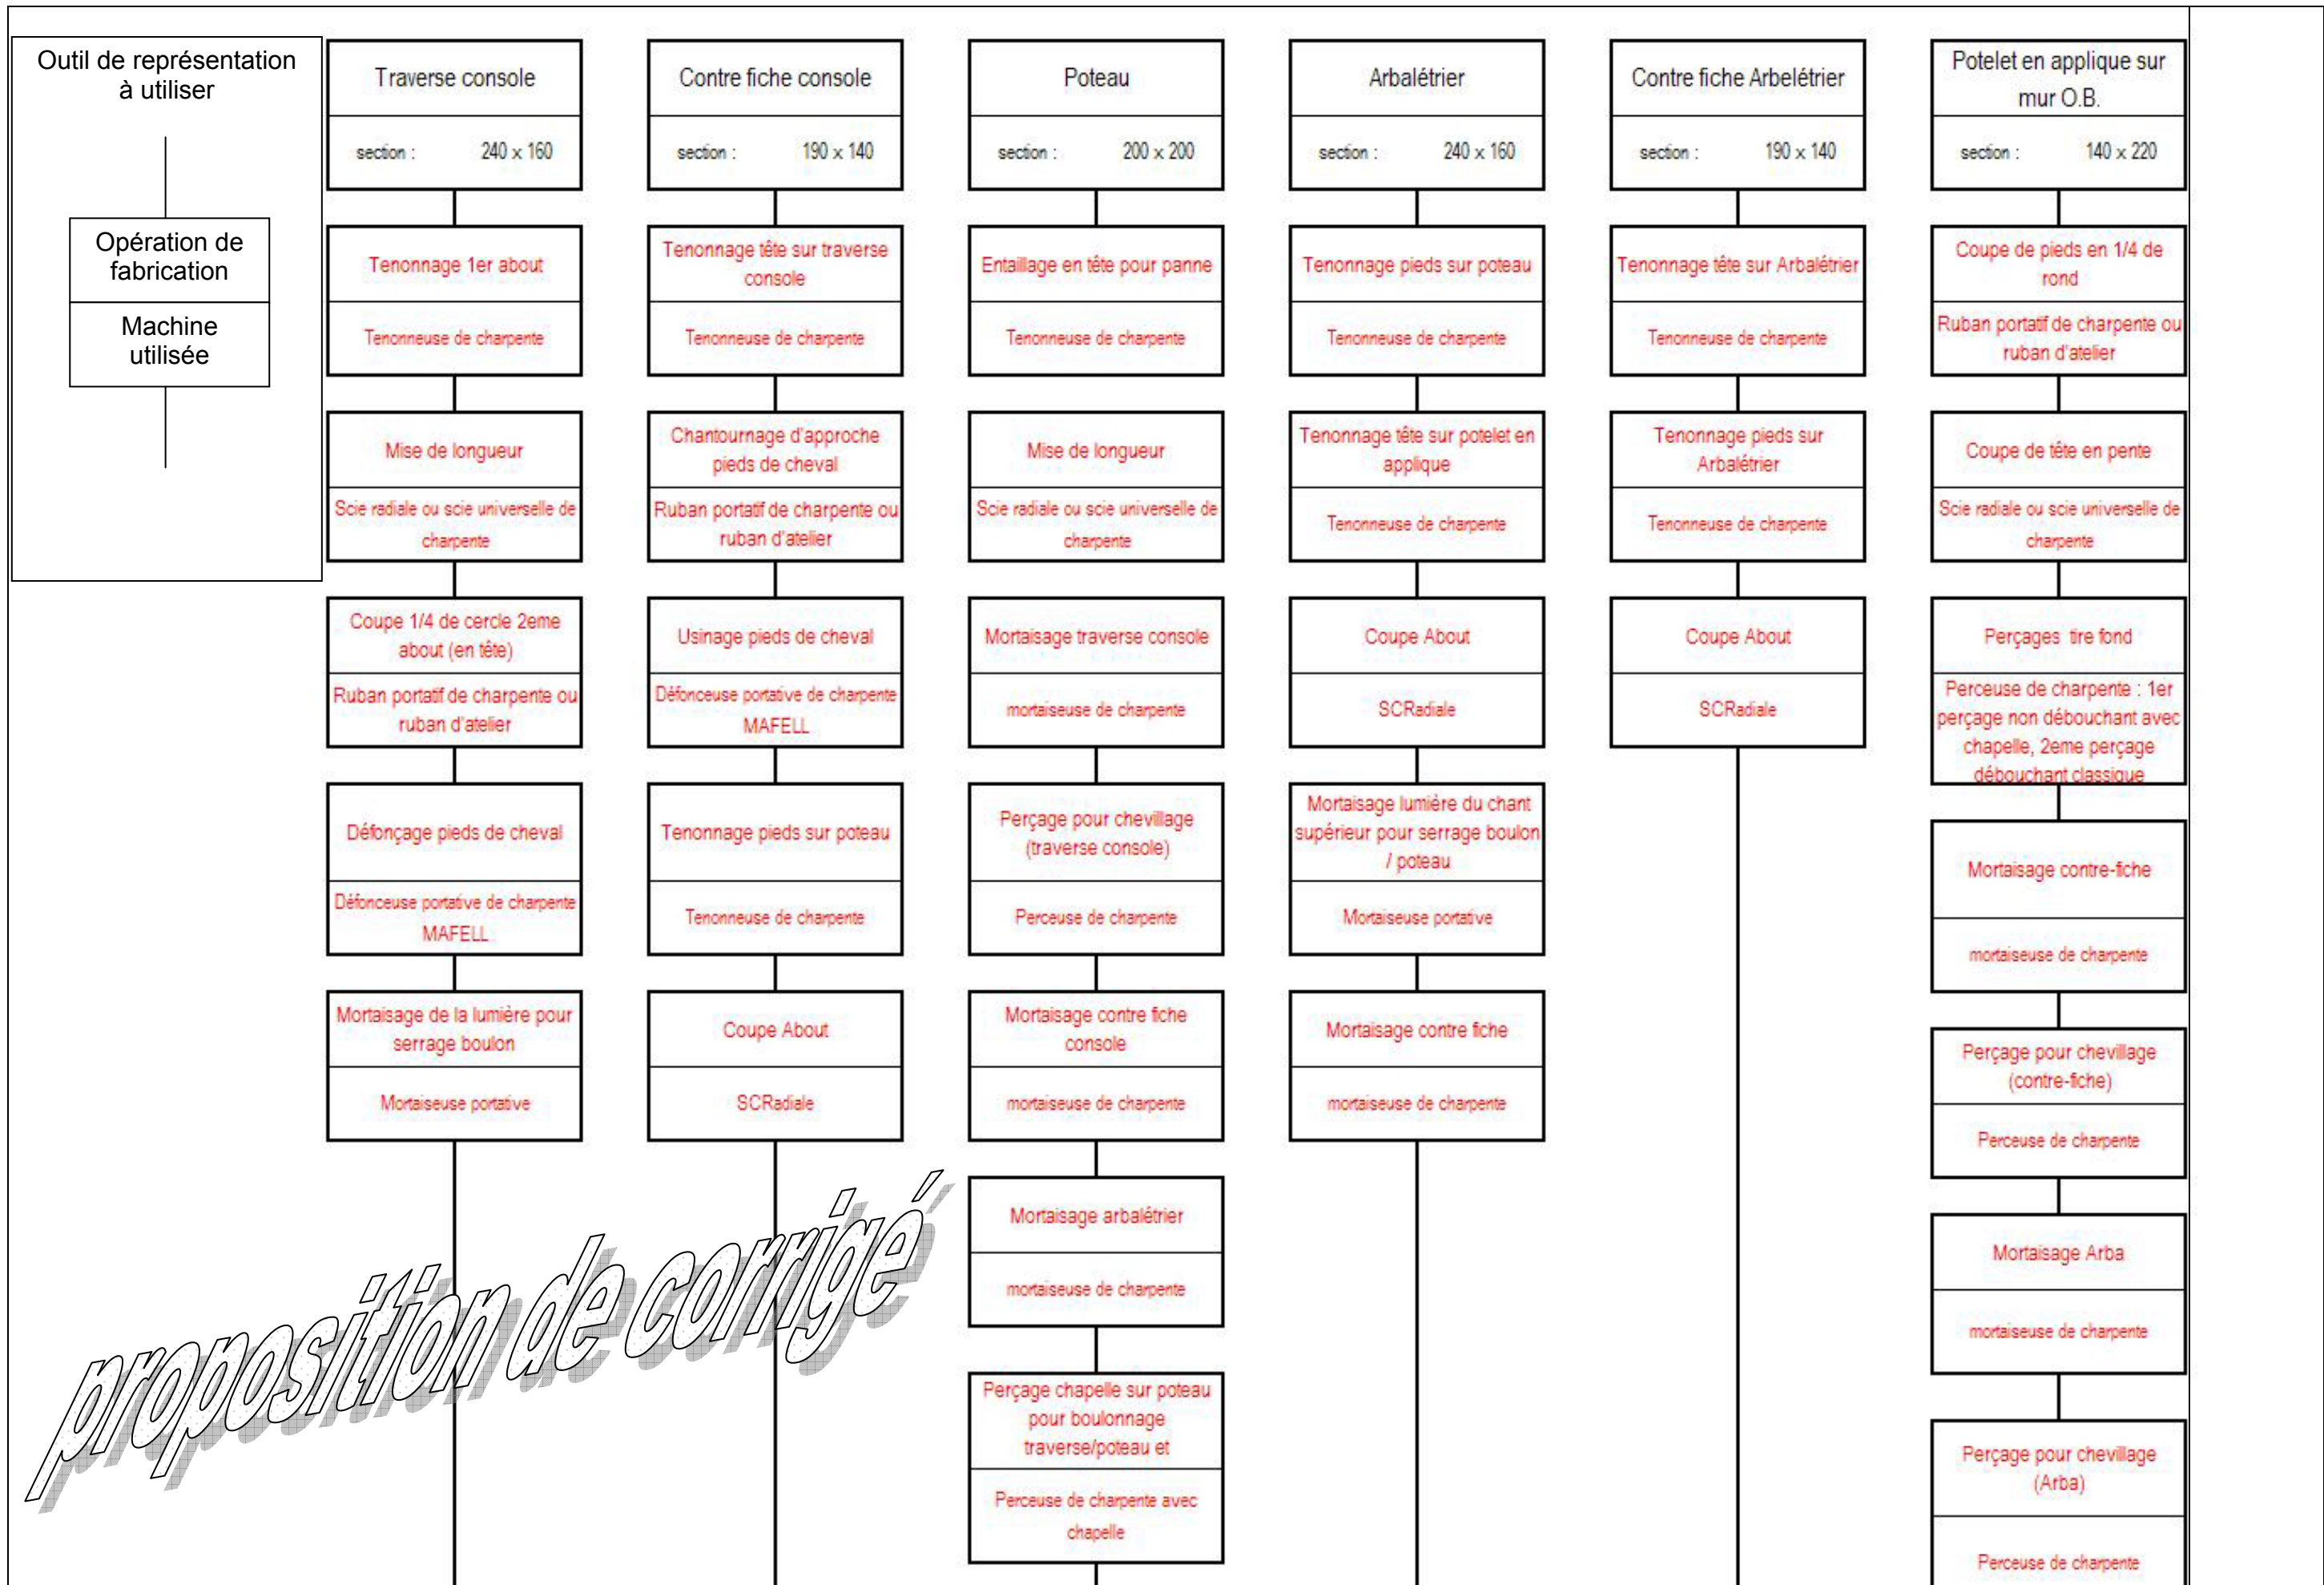 Outil de représentation
à utiliser
Opération de
fabrication
Machine
utilisée
Traverse console
section : 240 x 160
Tenonnage 1er about
Tenonneuse de charpente
Mise de longueur
Scie radiale ou scie universelle de
charpente
Coupe 1/4 de cercle 2eme
about (en tête)
Ruban portatif de charpente ou
ruban d'atelier
Défonçage pieds de cheval
Défonceuse portative de charpente
MAFELL
Mortaisage de la lumière pour
serrage boulon
Mortaiseuse portative
Contre fiche console
section : 190 x 140
Tenonnage tête sur traverse
console
Tenonneuse de charpente
Chantournage d'approche
pieds de cheval
Ruban portatif de charpente ou
ruban d'atelier
Usinage pieds de cheval
Défonceuse portative de charpente
MAFELL
Tenonnage pieds sur poteau
Tenonneuse de charpente
Coupe About
SCRadiale
Poteau
section : 200 x 200
Entaillage en tête pour panne
Tenonneuse de charpente
Mise de longueur
Scie radiale ou scie universelle de
charpente
Mortaisage traverse console
mortaiseuse de charpente
Perçage pour chevillage
(traverse console)
Perceuse de charpente
Mortaisage contre fiche
console
mortaiseuse de charpente
Mortaisage arbalétrier
mortaiseuse de charpente
Perçage chapelle sur poteau
pour boulonnage
traverse/poteau et
Perceuse de charpente avec
chapelle
Arbalétrier
section : 240 x 160
Tenonnage pieds sur poteau
Tenonneuse de charpente
Tenonnage tête sur potelet en
applique
Tenonneuse de charpente
Coupe About
SCRadiale
Mortaisage lumière du chant
supérieur pour serrage boulon
/ poteau
Mortaiseuse portative
Mortaisage contre fiche
mortaiseuse de charpente
Contre fiche Arbelétrier
section : 190 x 140
Tenonnage tête sur Arbalétrier
Tenonneuse de charpente
Tenonnage pieds sur
Arbalétrier
Tenonneuse de charpente
Coupe About
SCRadiale
Potelet en applique sur
mur O.B.
section : 140 x 220
Coupe de pieds en 1/4 de
rond
Ruban portatif de charpente ou
ruban d'atelier
Coupe de tête en pente
Scie radiale ou scie universelle de
charpente
Perçages tire fond
Perceuse de charpente : 1er
perçage non débouchant avec
chapelle, 2eme perçage
débouchant classique
Mortaisage contre-fiche
mortaiseuse de charpente
Perçage pour chevillage
(contre-fiche)
Perceuse de charpente
Mortaisage Arba
mortaiseuse de charpente
Perçage pour chevillage
(Arba)
Perceuse de charpente
proposition de corrigé